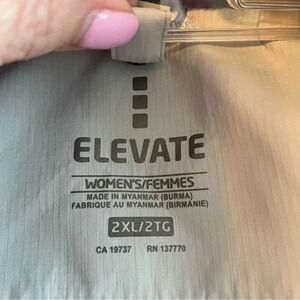 ELEVATE
WOMEN'S/FEMMES
MADE IN MYANMAR (BURMA)
FABRIQUE AU MYANMAR (BIRMANIE)
2XL/2TG
CA 19737 RN 137770